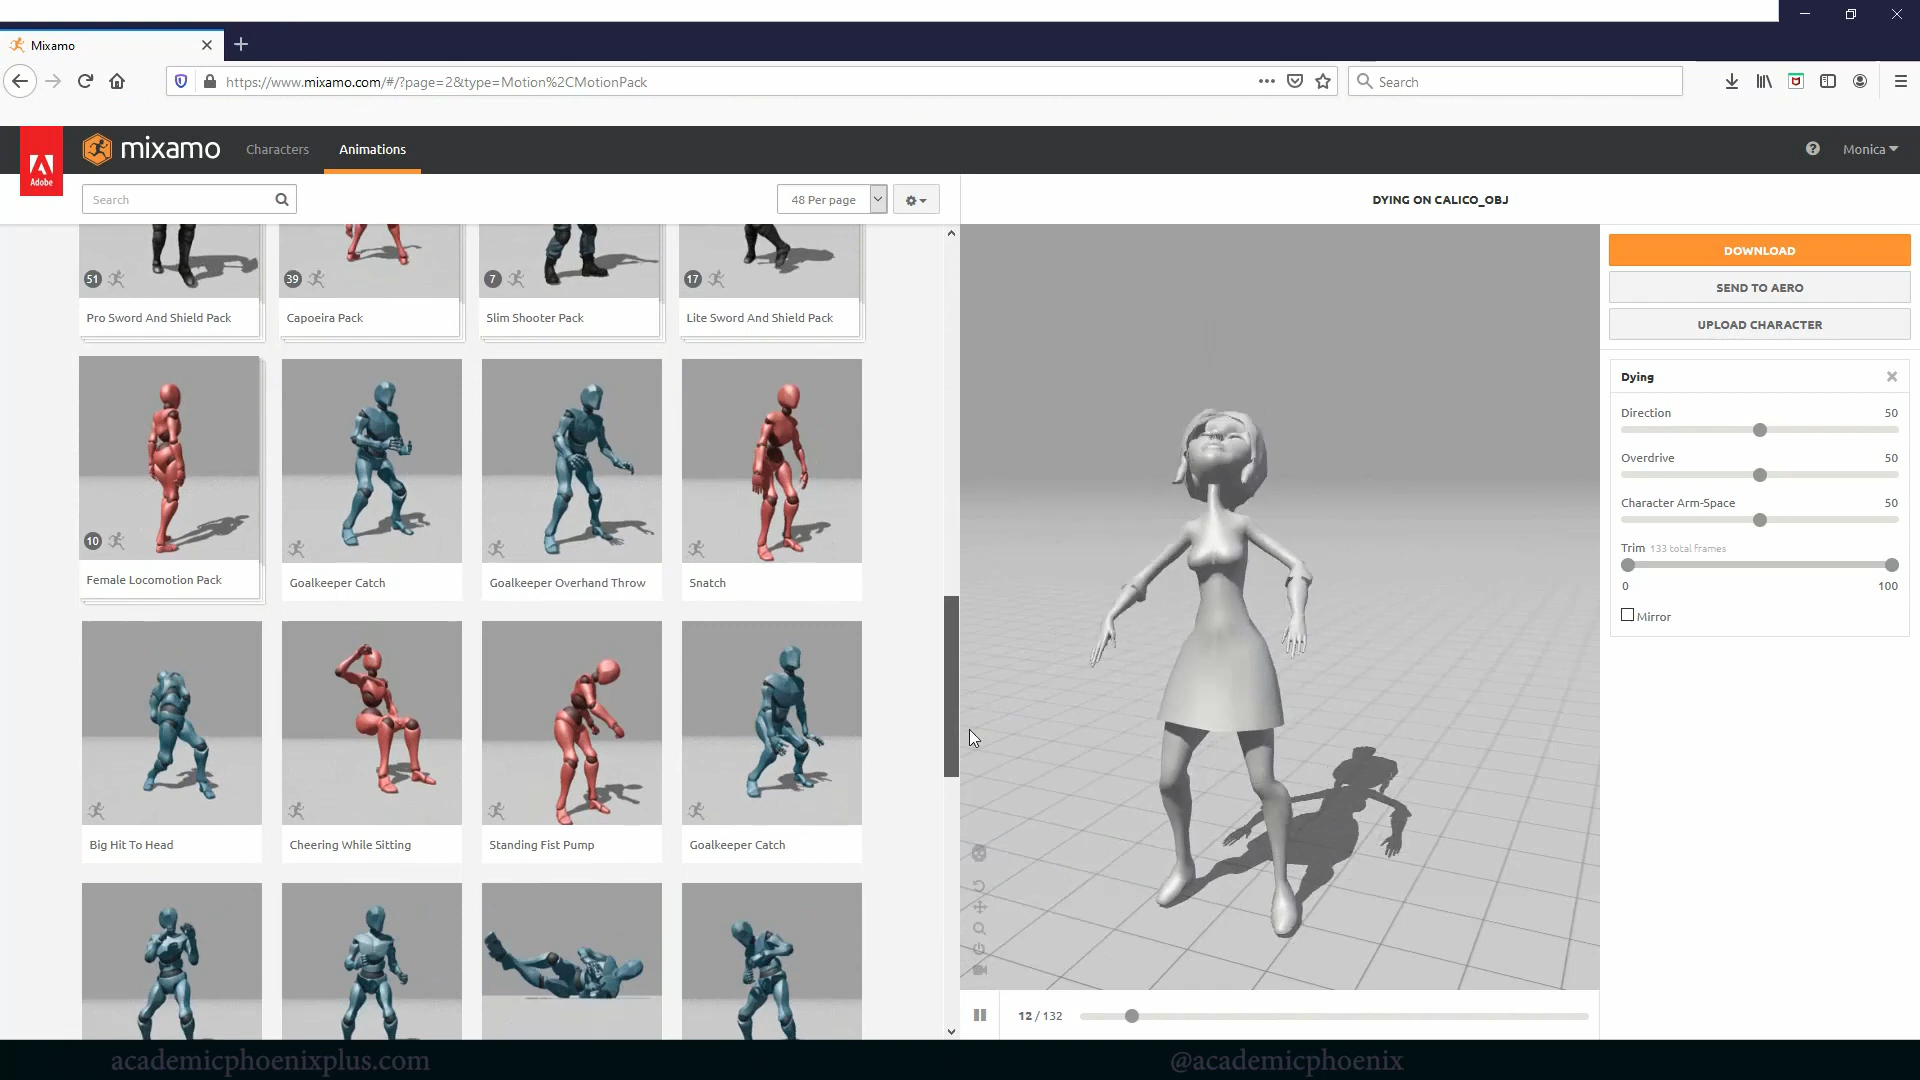 Mixamo
https://www.mixamo.com/#/?page=2&type=Motion%2CMotionPack
Search
Adobe
mixamo
Characters
Animations
Monica
Search
48 Per page
DYING ON CALICO_OBJ
51
39
7
17
Pro Sword And Shield Pack
Capoeira Pack
Slim Shooter Pack
Lite Sword And Shield Pack
10
Female Locomotion Pack
Goalkeeper Catch
Goalkeeper Overhand Throw
Snatch
Big Hit To Head
Cheering While Sitting
Standing Fist Pump
Goalkeeper Catch
DOWNLOAD
SEND TO AERO
UPLOAD CHARACTER
Dying
Direction 50
Overdrive 50
Character Arm-Space 50
Trim 133 total frames
0 100
Mirror
12 / 132
academicphoenixplus.com
@academicphoenix